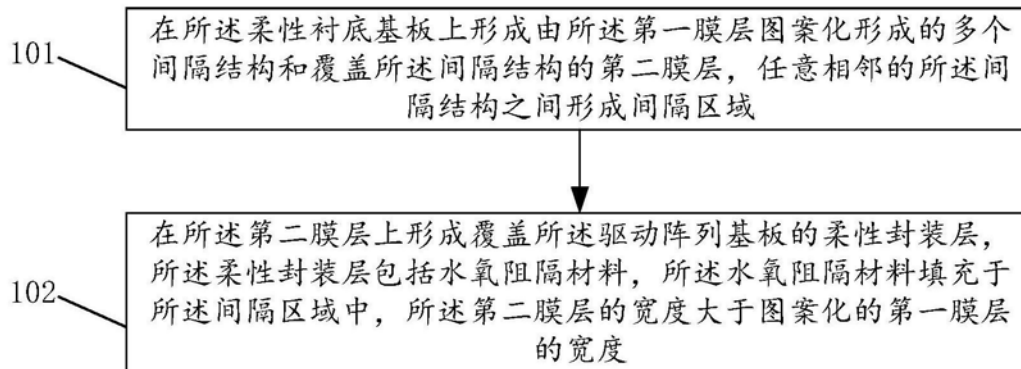 101
在所述柔性衬底基板上形成由所述第一膜层图案化形成的多个
间隔结构和覆盖所述间隔结构的第二膜层，任意相邻的所述间
隔结构之间形成间隔区域
102
在所述第二膜层上形成覆盖所述驱动阵列基板的柔性封装层，
所述柔性封装层包括水氧阻隔材料，所述水氧阻隔材料填充于
所述间隔区域中，所述第二膜层的宽度大于图案化的第一膜层
的宽度